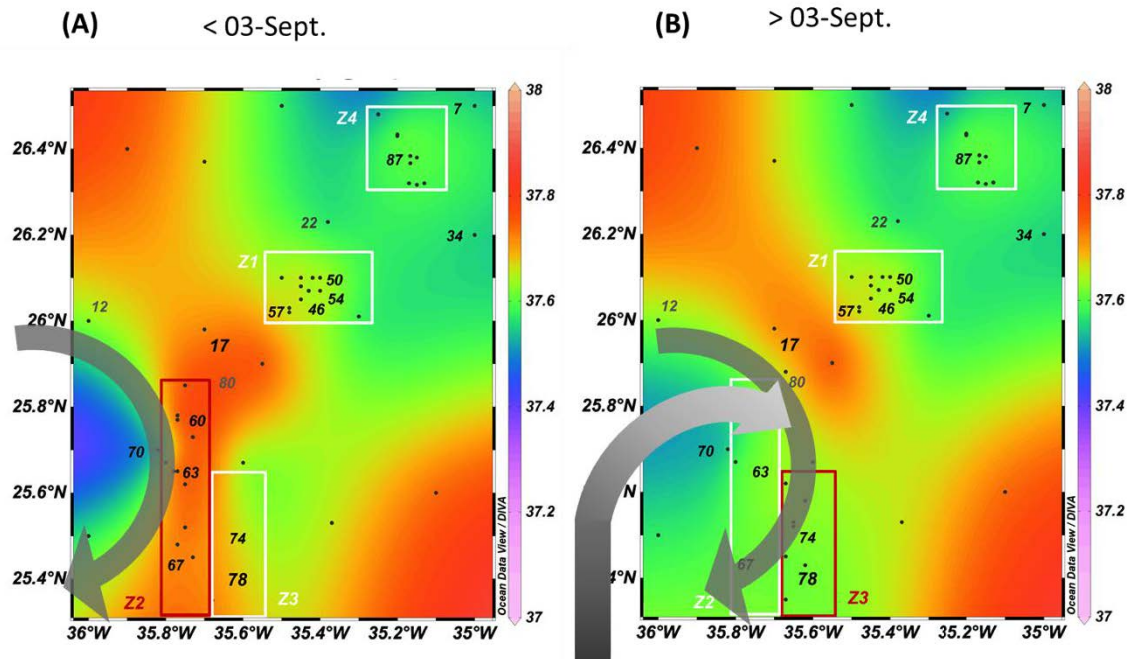 (A) < 03-Sept.
(B) > 03-Sept.
Z4
7
87
26.4°N
22
34
26.2°N
Z1
50
54
57
46
12
26°N
17
80
25.8°N
60
70
63
25.6°N
74
67
78
25.4°N
Z2
Z3
36°W
35.8°W
35.6°W
35.4°W
35.2°W
35°W
38
37.8
37.6
37.4
37.2
37
Ocean Data View / DIVA
Z4
7
87
26.4°N
22
34
26.2°N
Z1
50
54
57
46
12
26°N
17
80
25.8°N
70
63
74
67
78
4°N
Z2
Z3
36°W
35.8°W
35.6°W
35.4°W
35.2°W
35°W
38
37.8
37.6
37.4
37.2
37
Ocean Data View / DIVA